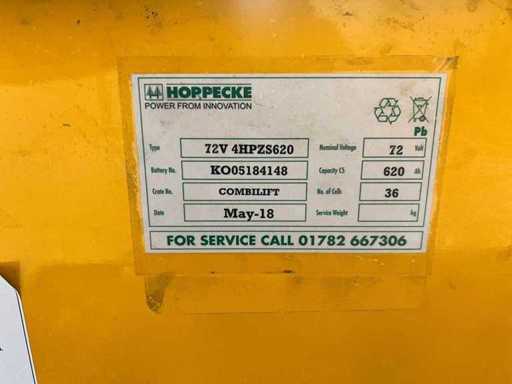 HOPPECKE
POWER FROM INNOVATION
Pb
Type 72V 4HPZS620 Nominal Voltage 72 Volt
Battery No. KO05184148 Capacity C5 620 Ah
Crate No. COMBILIFT No. of Cells 36
Date May-18 Service Weight kg
FOR SERVICE CALL 01782 667306